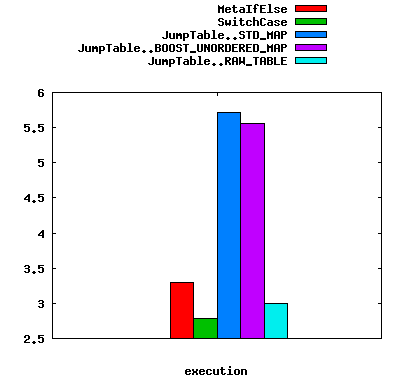 MetaIfElse
SwitchCase
JumpTable..STD_MAP
JumpTable..BOOST_UNORDERED_MAP
JumpTable..RAW_TABLE
6
5.5
5
4.5
4
3.5
3
2.5
execution